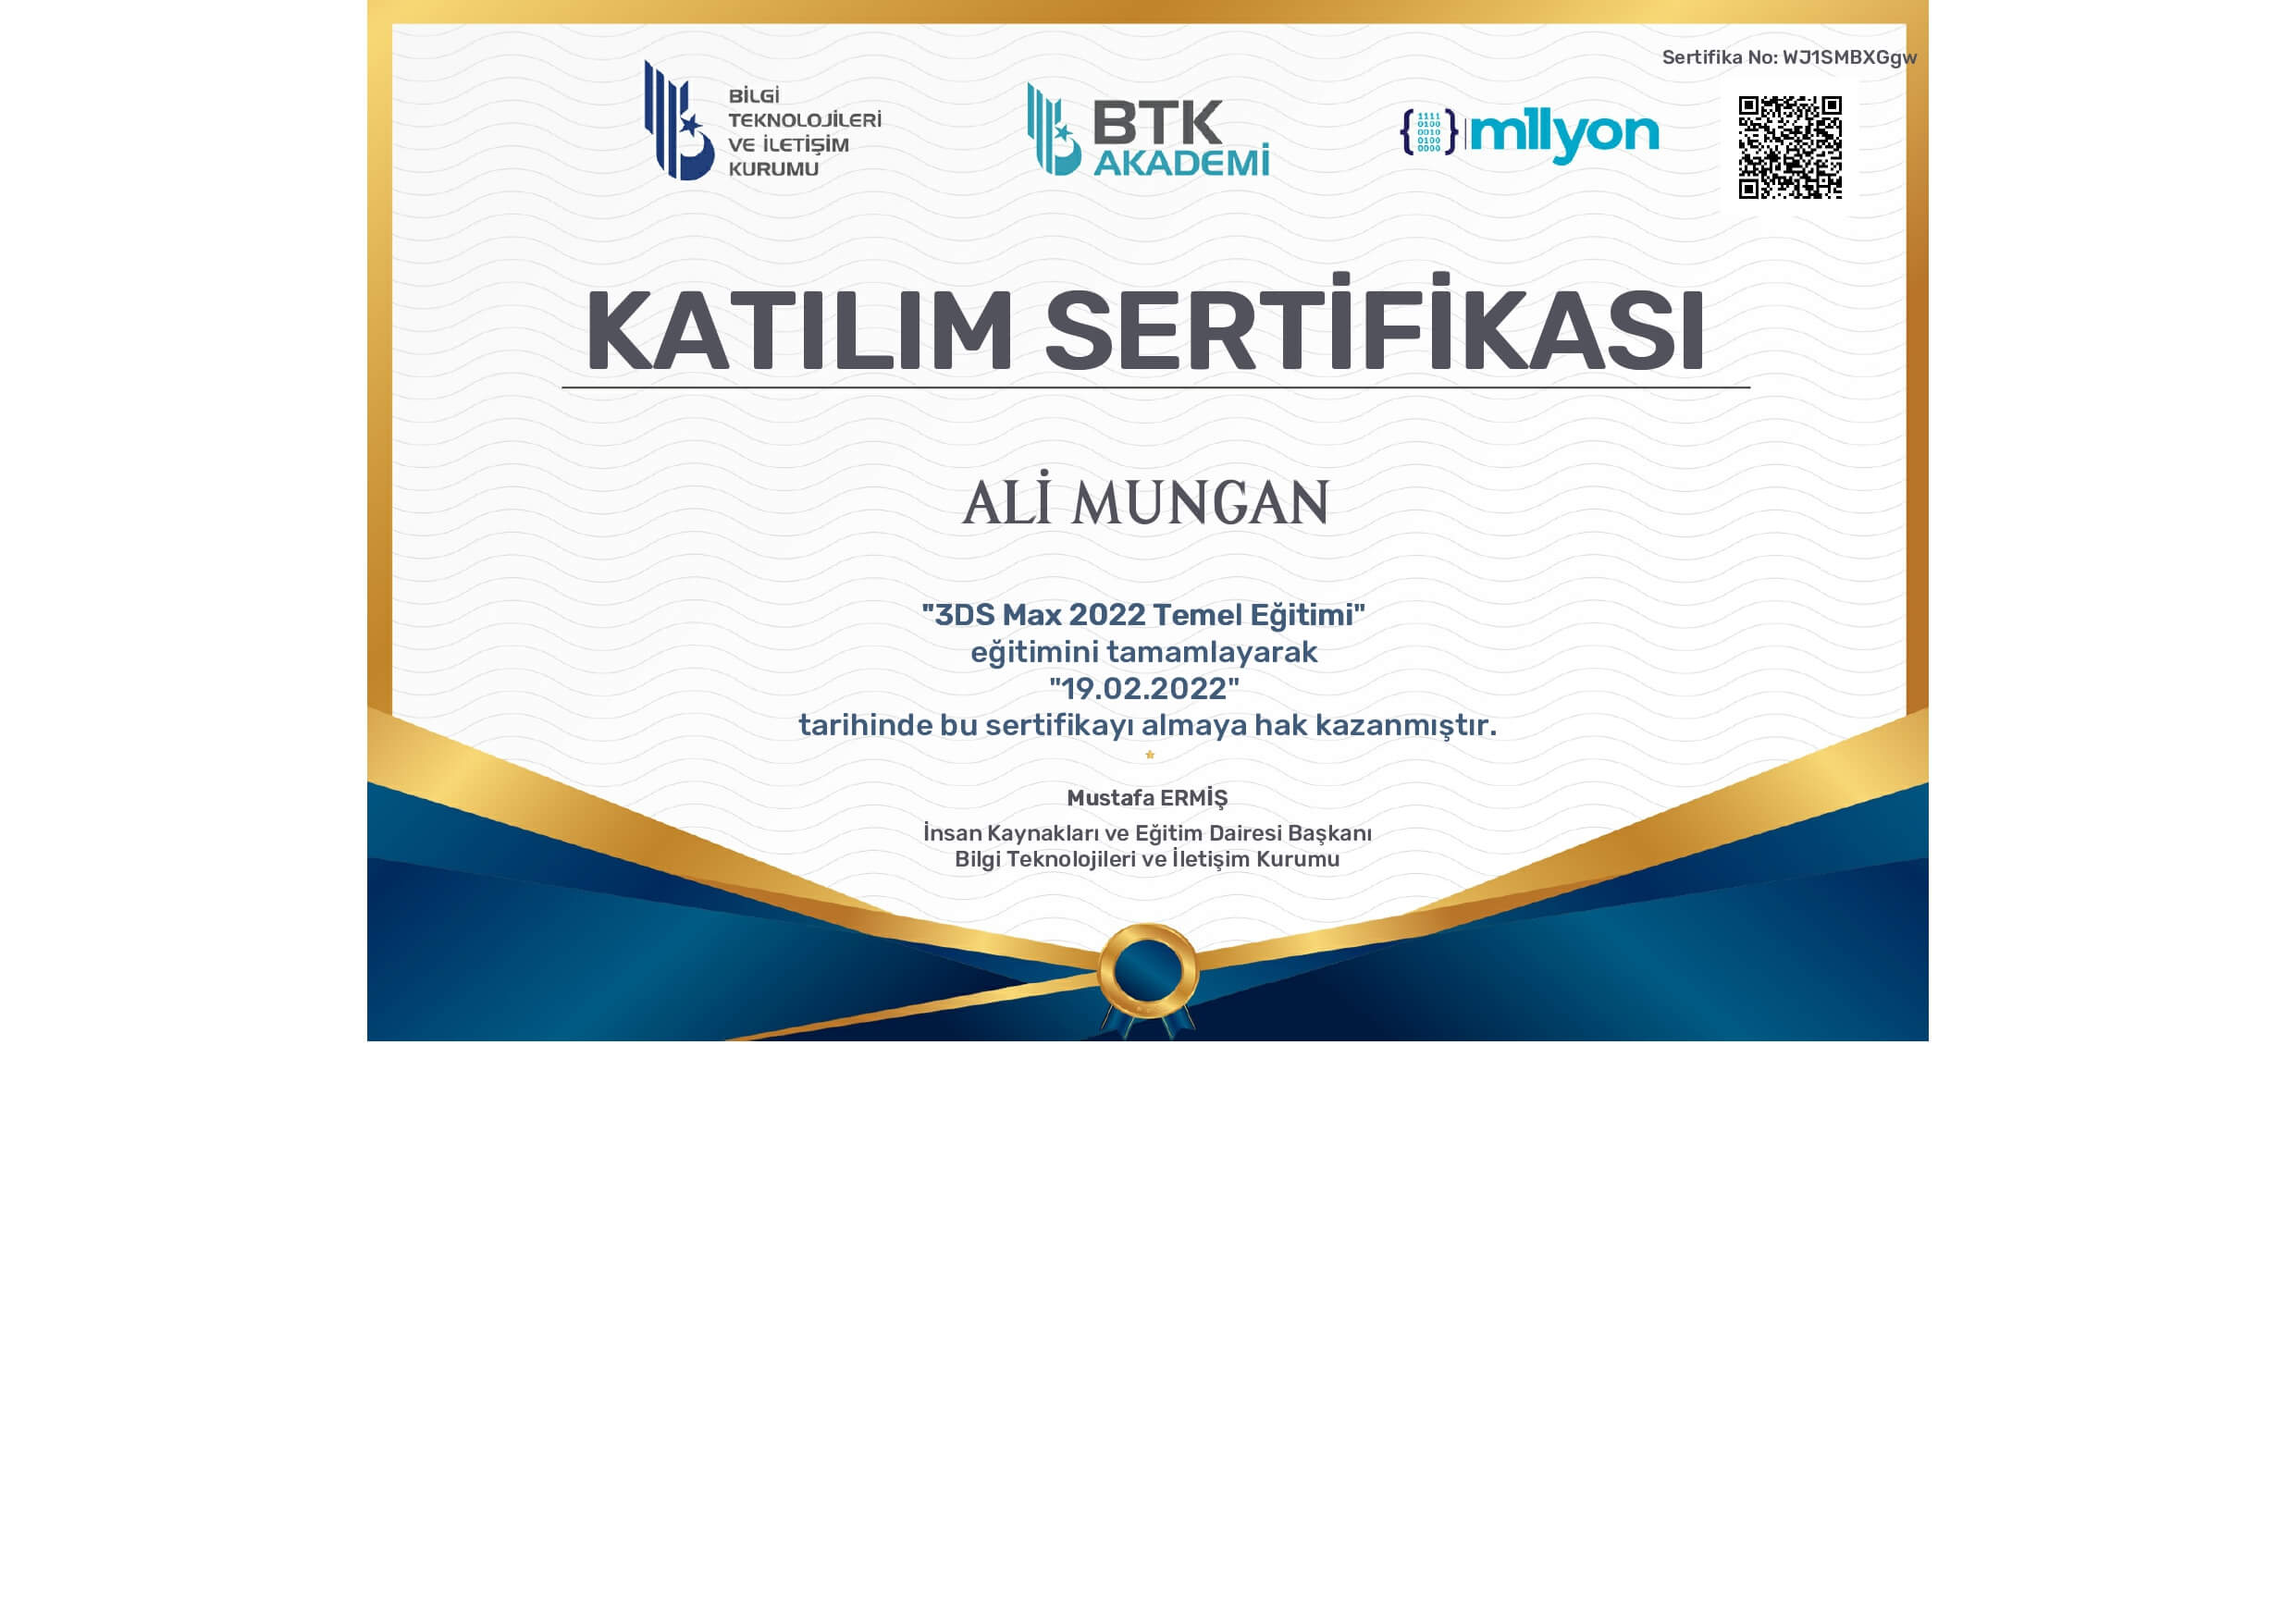 Sertifika No: WJ1SMBXGgw
BİLGİ
TEKNOLOJİLERİ
VE İLETİŞİM
KURUMU
BTK
AKADEMİ
1111
0100
0010
0100
0000
m1lyon
KATILIM SERTİFİKASI
ALİ MUNGAN
"3DS Max 2022 Temel Eğitimi"
eğitimini tamamlayarak
"19.02.2022"
tarihinde bu sertifikayı almaya hak kazanmıştır.
Mustafa ERMİŞ
İnsan Kaynakları ve Eğitim Dairesi Başkanı
Bilgi Teknolojileri ve İletişim Kurumu